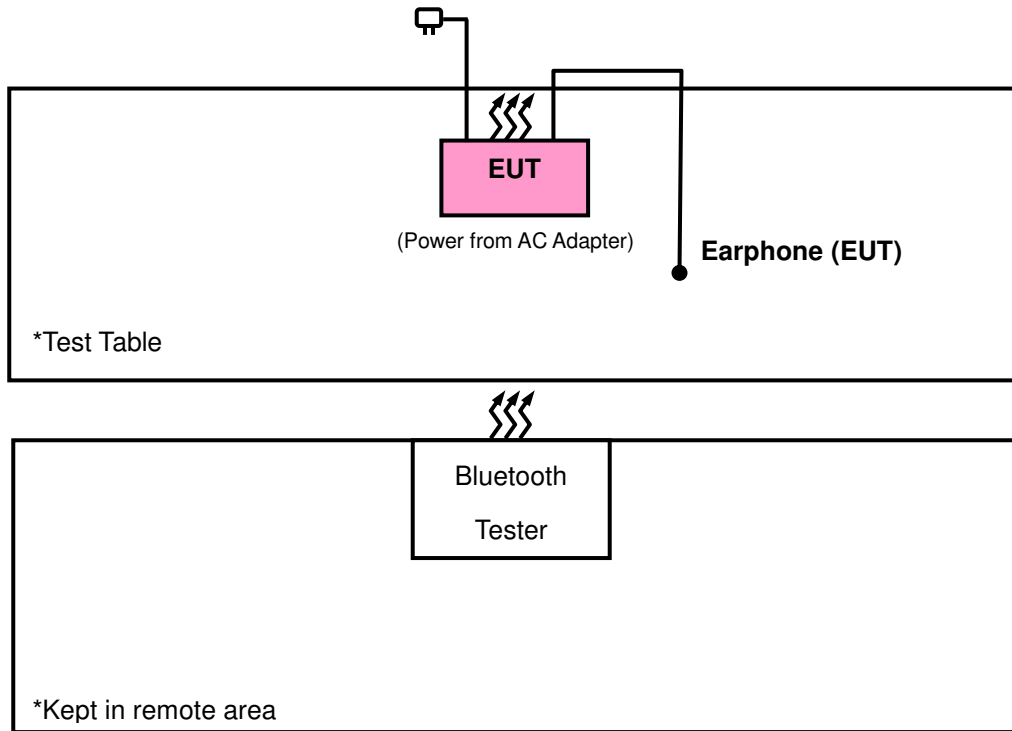 EUT
(Power from AC Adapter)
Earphone (EUT)
*Test Table
Bluetooth
Tester
*Kept in remote area